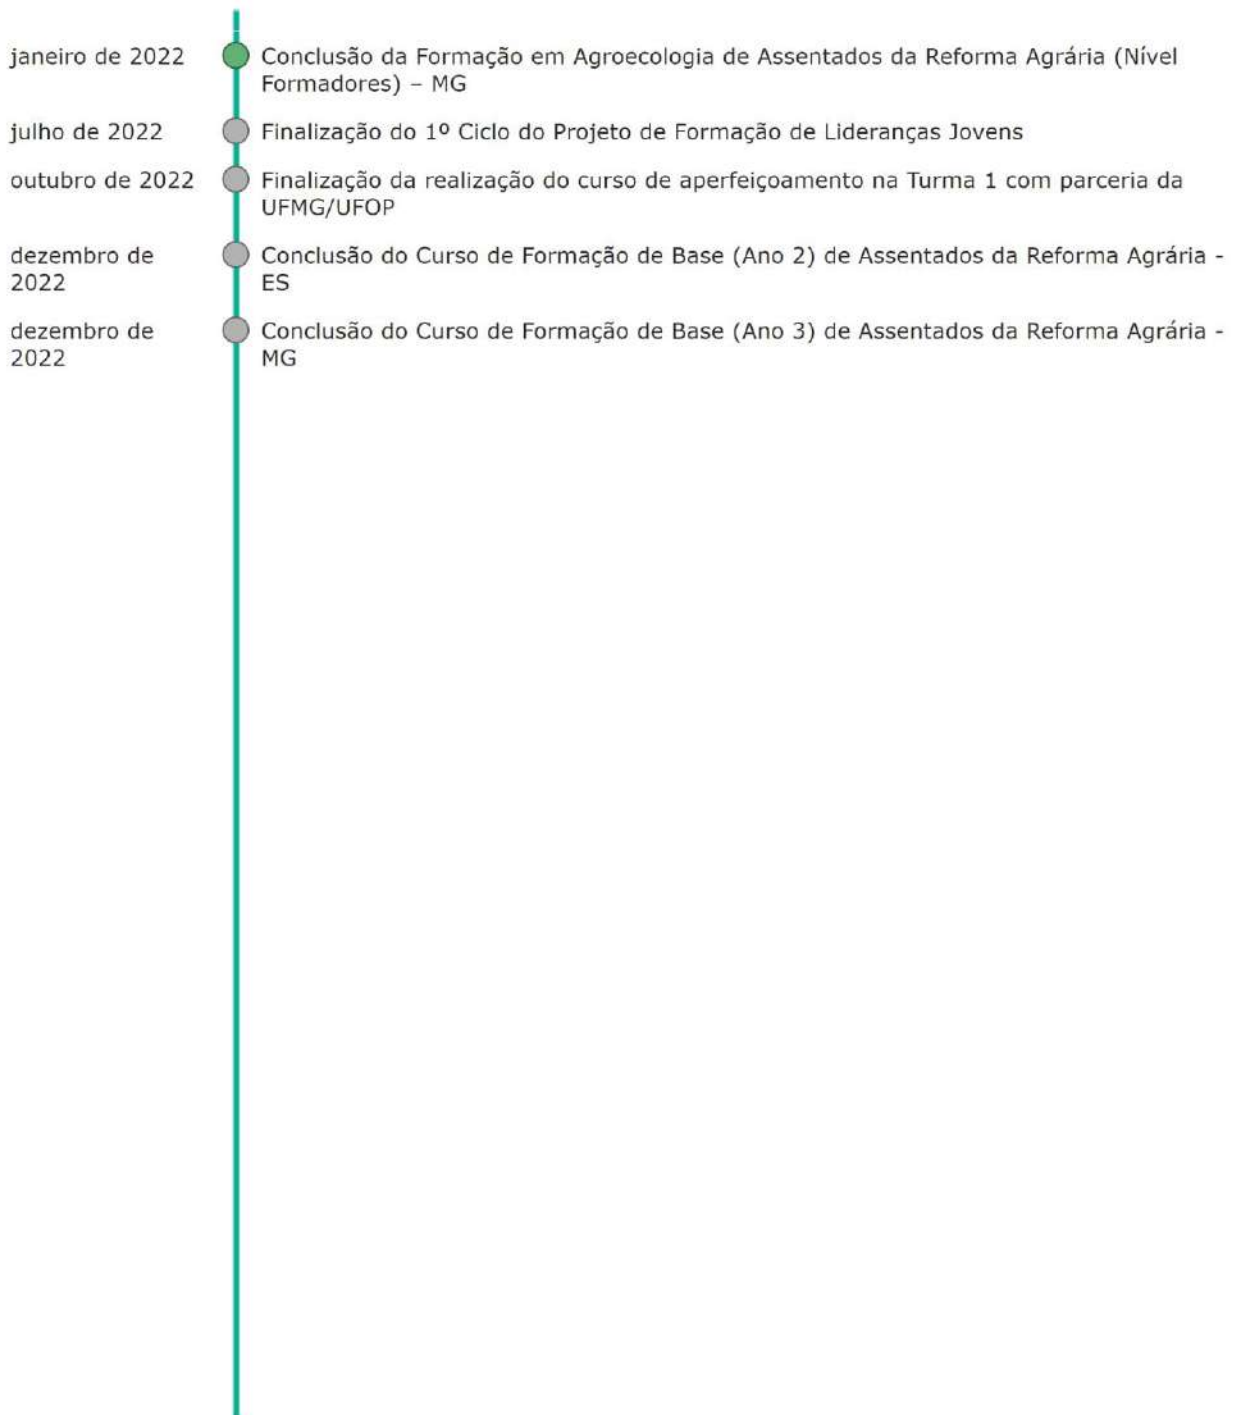 janeiro de 2022
Conclusão da Formação em Agroecologia de Assentados da Reforma Agrária (Nível
Formadores) – MG
julho de 2022
Finalização do 1º Ciclo do Projeto de Formação de Lideranças Jovens
outubro de 2022
Finalização da realização do curso de aperfeiçoamento na Turma 1 com parceria da
UFMG/UFOP
dezembro de
2022
Conclusão do Curso de Formação de Base (Ano 2) de Assentados da Reforma Agrária -
ES
dezembro de
2022
Conclusão do Curso de Formação de Base (Ano 3) de Assentados da Reforma Agrária -
MG